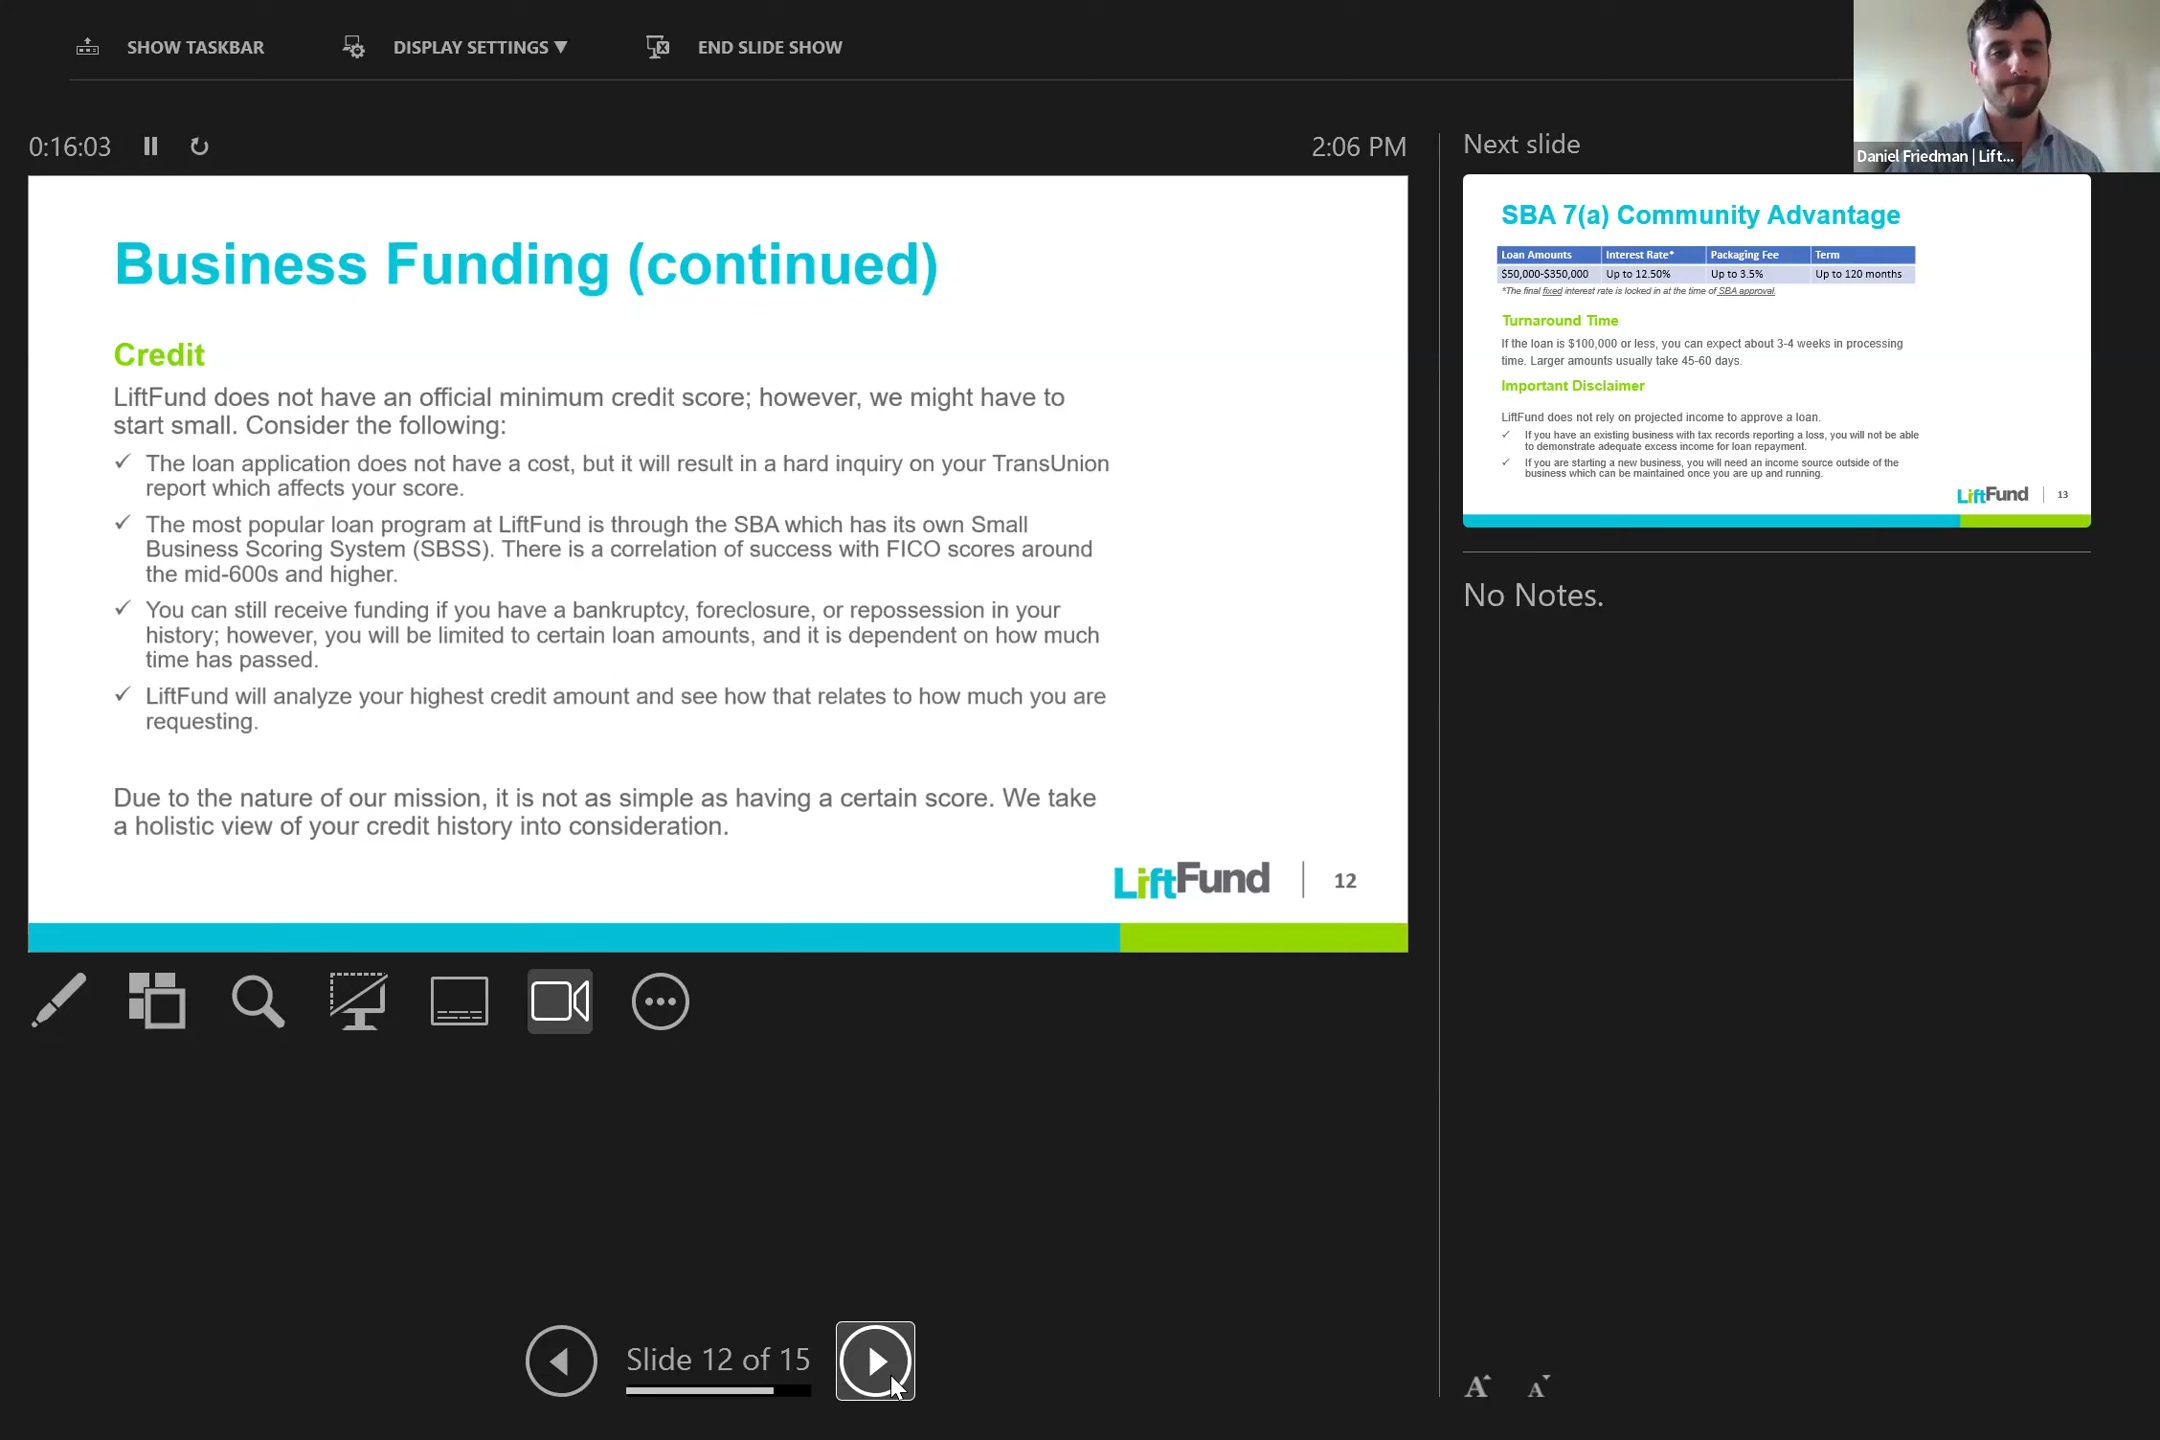 SHOW TASKBAR
DISPLAY SETTINGS ▼
END SLIDE SHOW
0:16:03
2:06 PM
Business Funding (continued)
Credit
LiftFund does not have an official minimum credit score; however, we might have to
start small. Consider the following:
✓ The loan application does not have a cost, but it will result in a hard inquiry on your TransUnion
report which affects your score.
✓ The most popular loan program at LiftFund is through the SBA which has its own Small
Business Scoring System (SBSS). There is a correlation of success with FICO scores around
the mid-600s and higher.
✓ You can still receive funding if you have a bankruptcy, foreclosure, or repossession in your
history; however, you will be limited to certain loan amounts, and it is dependent on how much
time has passed.
✓ LiftFund will analyze your highest credit amount and see how that relates to how much you are
requesting.
Due to the nature of our mission, it is not as simple as having a certain score. We take
a holistic view of your credit history into consideration.
LiftFund | 12
Slide 12 of 15
Next slide
Daniel Friedman | Lift...
SBA 7(a) Community Advantage
Loan Amounts Interest Rate* Packaging Fee Term
$50,000-$350,000 Up to 12.50% Up to 3.5% Up to 120 months
*The final fixed interest rate is locked in at the time of SBA approval.
Turnaround Time
If the loan is $100,000 or less, you can expect about 3-4 weeks in processing
time. Larger amounts usually take 45-60 days.
Important Disclaimer
LiftFund does not rely on projected income to approve a loan.
✓ If you have an existing business with tax records reporting a loss, you will not be able
to demonstrate adequate excess income for loan repayment.
✓ If you are starting a new business, you will need an income source outside of the
business which can be maintained once you are up and running.
LiftFund | 13
No Notes.
A A